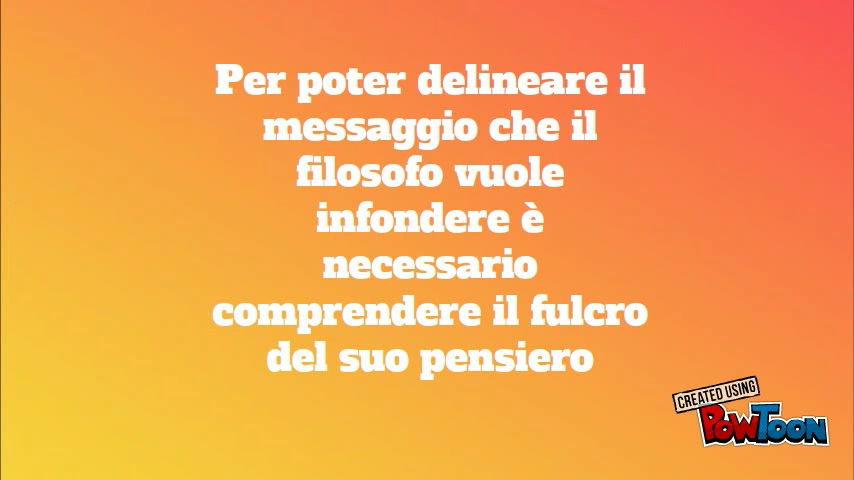 Per poter delineare il
messaggio che il
filosofo vuole
infondere è
necessario
comprendere il fulcro
del suo pensiero
CREATED USING
POWTOON